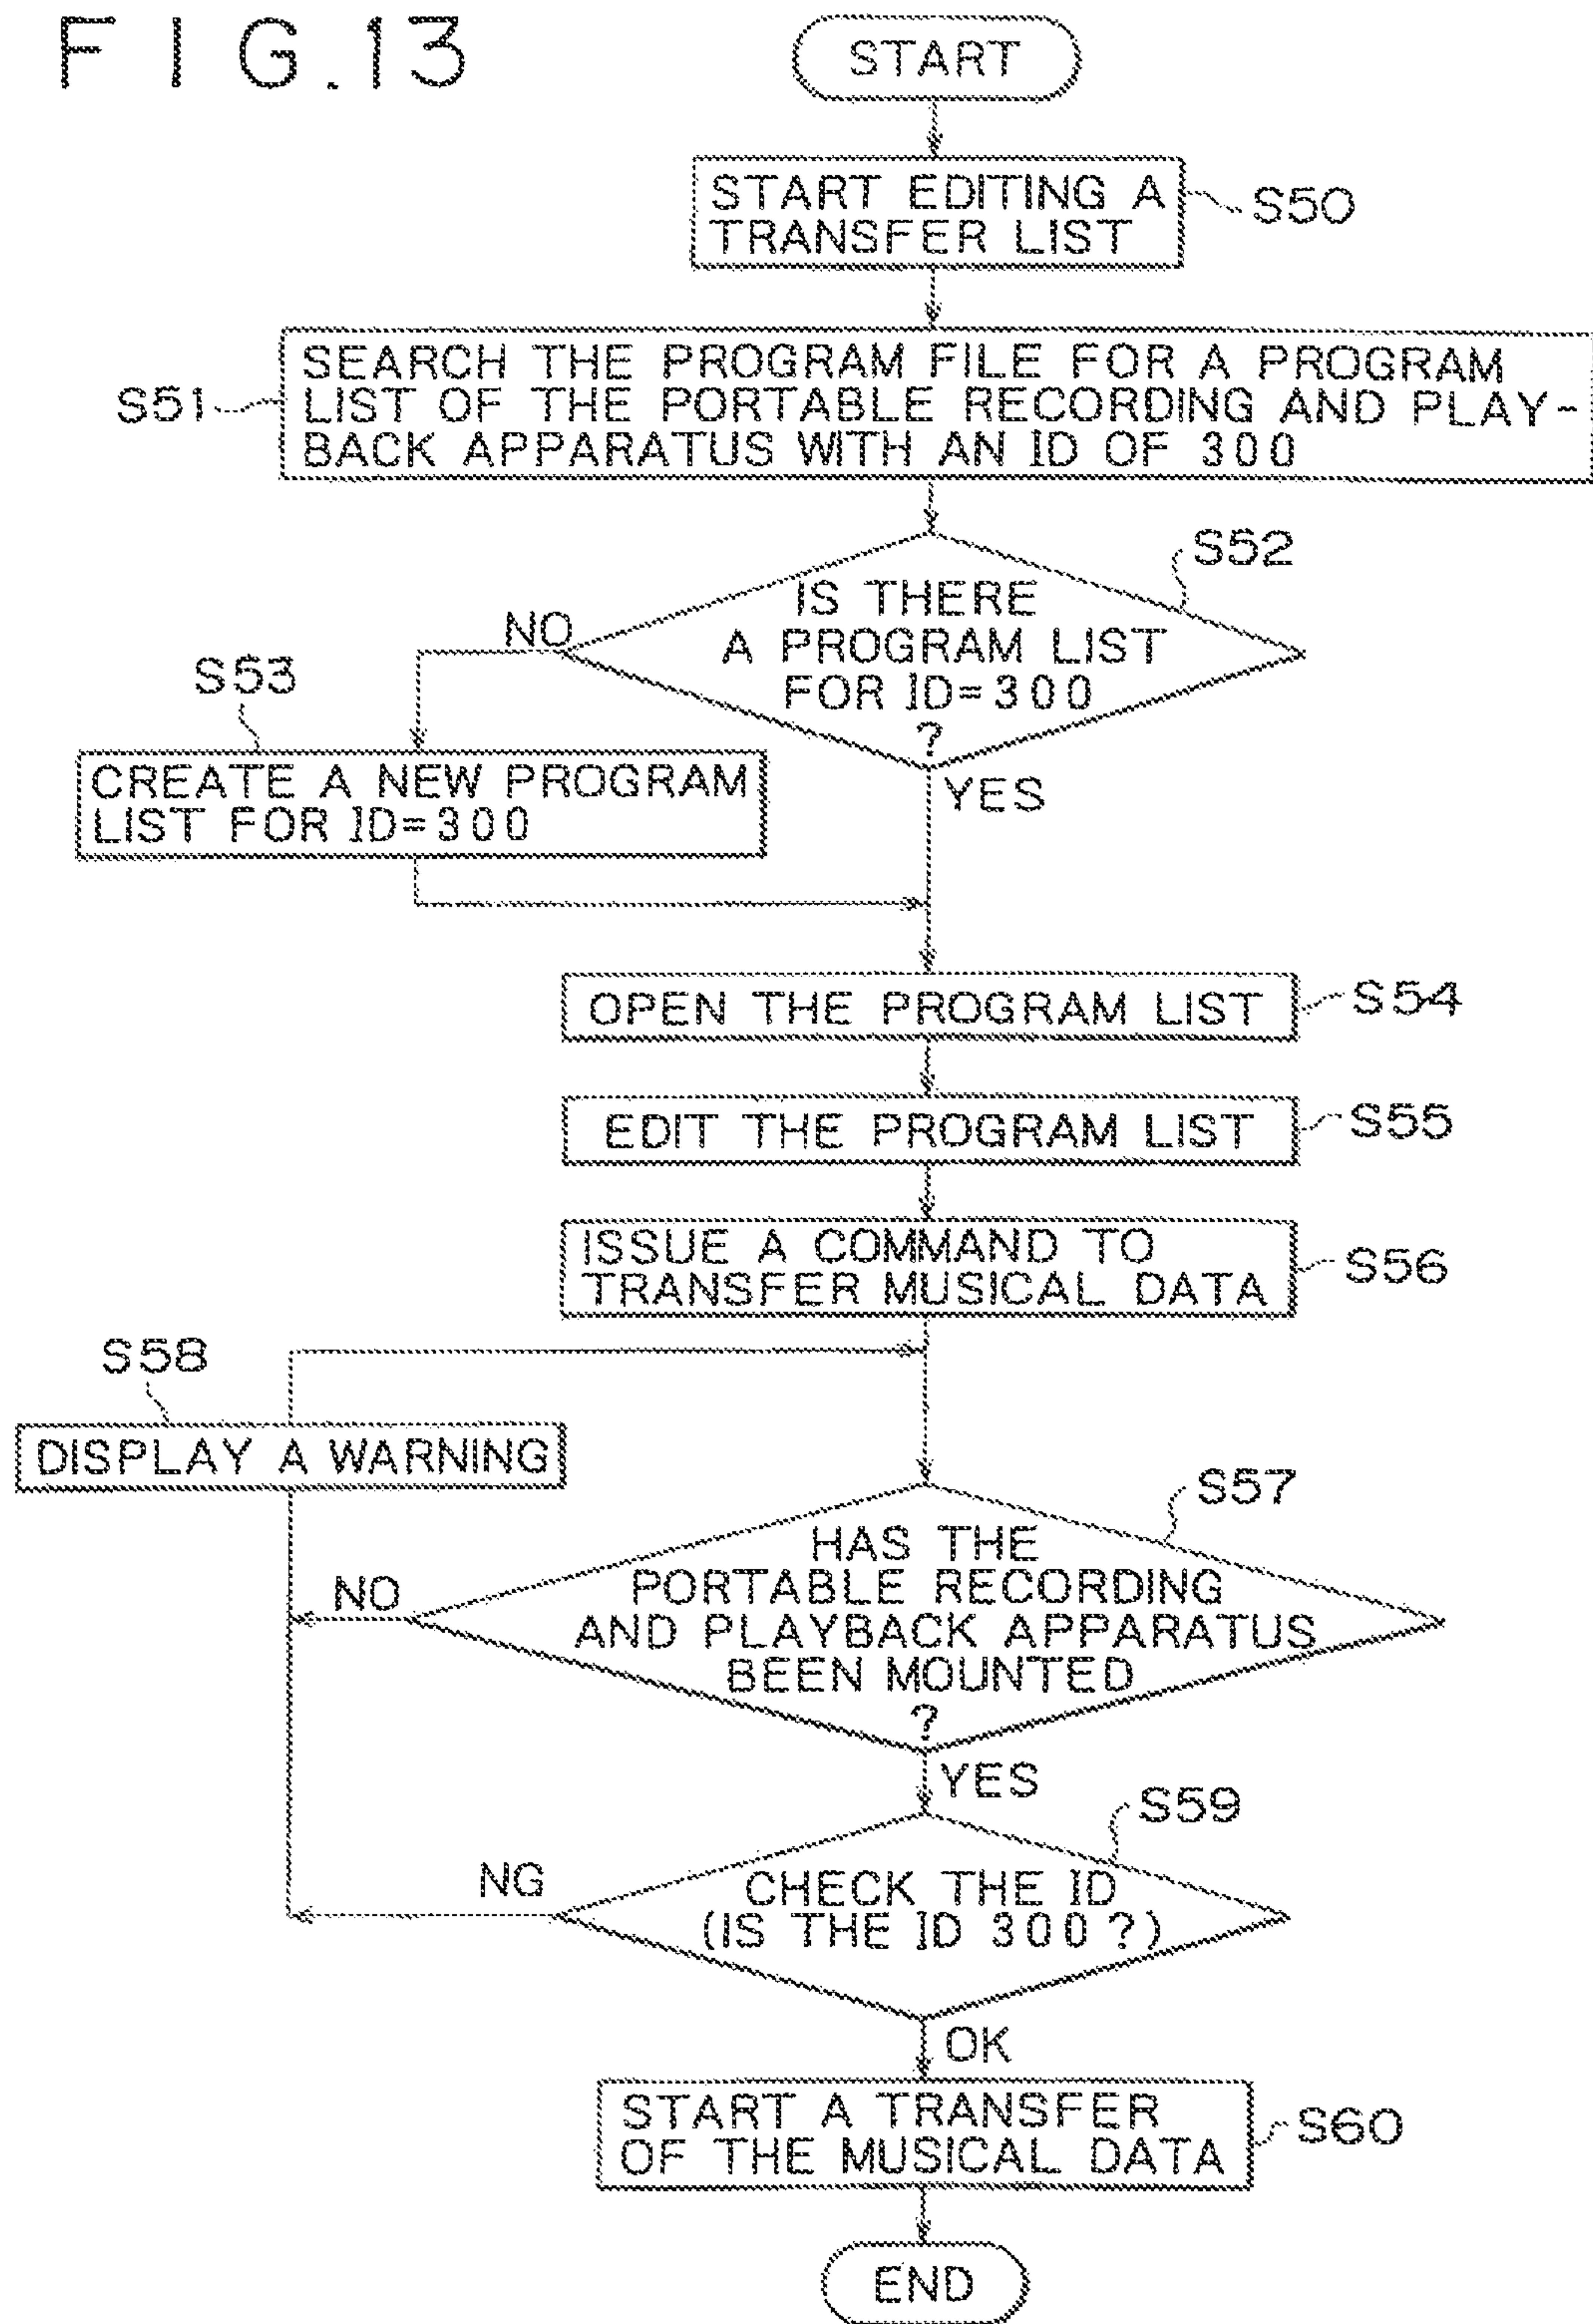 FIG.13
START
START EDITING A
TRANSFER LIST
S50
SEARCH THE PROGRAM FILE FOR A PROGRAM
LIST OF THE PORTABLE RECORDING AND PLAY-
BACK APPARATUS WITH AN ID OF 300
S51
S52
IS THERE
A PROGRAM LIST
FOR ID=300
?
NO
YES
S53
CREATE A NEW PROGRAM
LIST FOR ID=300
OPEN THE PROGRAM LIST
S54
EDIT THE PROGRAM LIST
S55
ISSUE A COMMAND TO
TRANSFER MUSICAL DATA
S56
S58
DISPLAY A WARNING
S57
HAS THE
PORTABLE RECORDING
AND PLAYBACK APPARATUS
BEEN MOUNTED
?
NO
YES
S59
CHECK THE ID
(IS THE ID 300?)
NG
OK
START A TRANSFER
OF THE MUSICAL DATA
S60
END